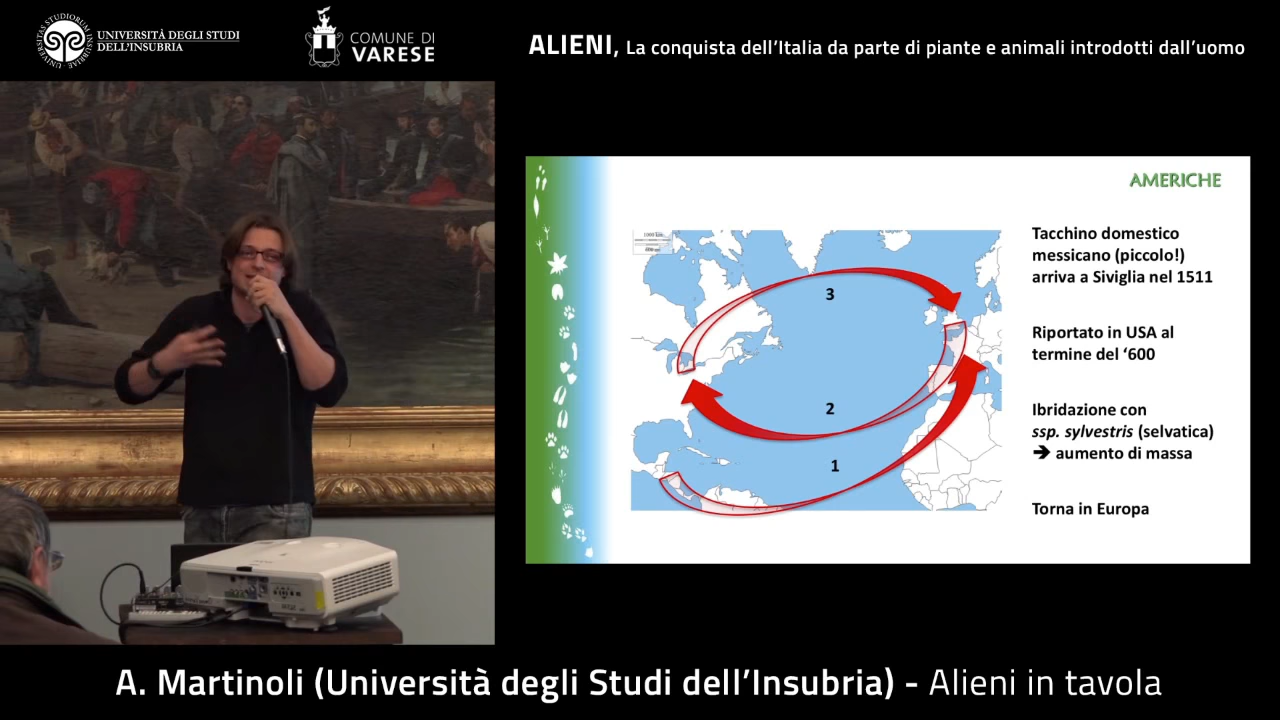 UNIVERSITÀ DEGLI STUDI
DELL'INSUBRIA
COMUNE DI
VARESE
ALIENI, La conquista dell'Italia da parte di piante e animali introdotti dall'uomo
AMERICHE
Tacchino domestico
messicano (piccolo!)
arriva a Siviglia nel 1511
Riportato in USA al
termine del ‘600
Ibridazione con
ssp. sylvestris (selvatica)
➔ aumento di massa
Torna in Europa
3
2
1
A. Martinoli (Università degli Studi dell'Insubria) - Alieni in tavola